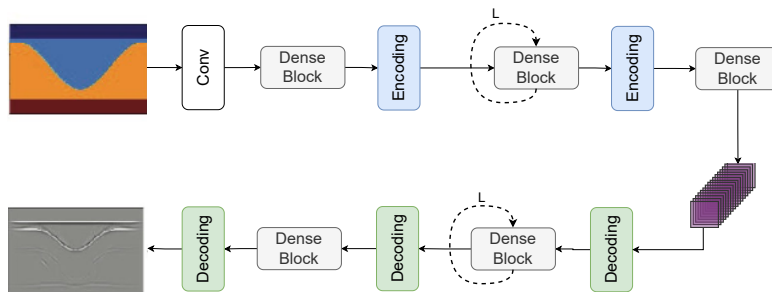 L
Conv
Dense
Block
Encoding
Dense
Block
Encoding
Dense
Block
L
Decoding
Dense
Block
Decoding
Dense
Block
Decoding